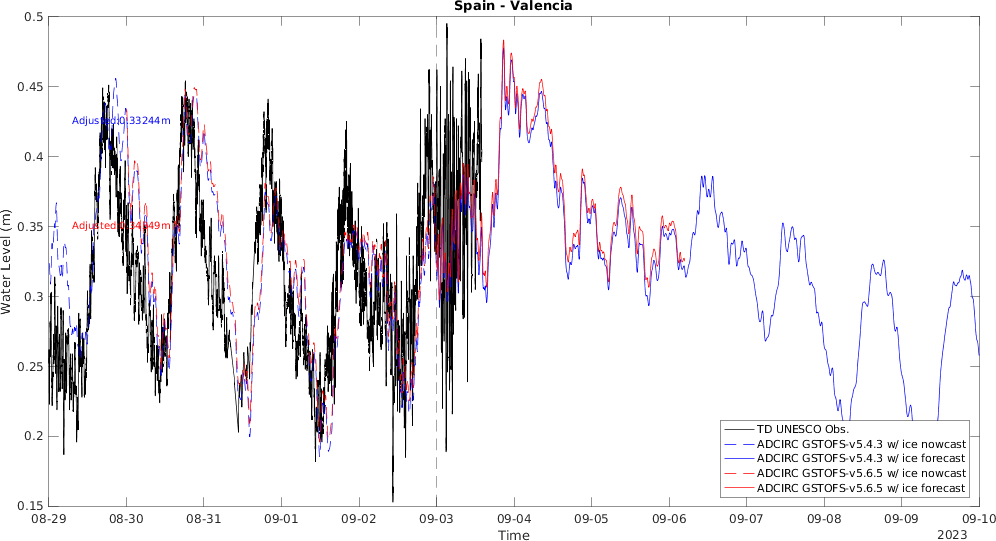 Spain - Valencia
0.5
0.45
0.4
0.35
0.3
0.25
0.2
0.15
Water Level (m)
Adjusted:0.33244m
08-29
08-30
08-31
09-01
09-02
09-03
09-04
09-05
09-06
09-07
09-08
09-09
09-10
Time
2023
TD UNESCO Obs.
ADCIRC GSTOFS-v5.4.3 w/ ice nowcast
ADCIRC GSTOFS-v5.4.3 w/ ice forecast
ADCIRC GSTOFS-v5.6.5 w/ ice nowcast
ADCIRC GSTOFS-v5.6.5 w/ ice forecast